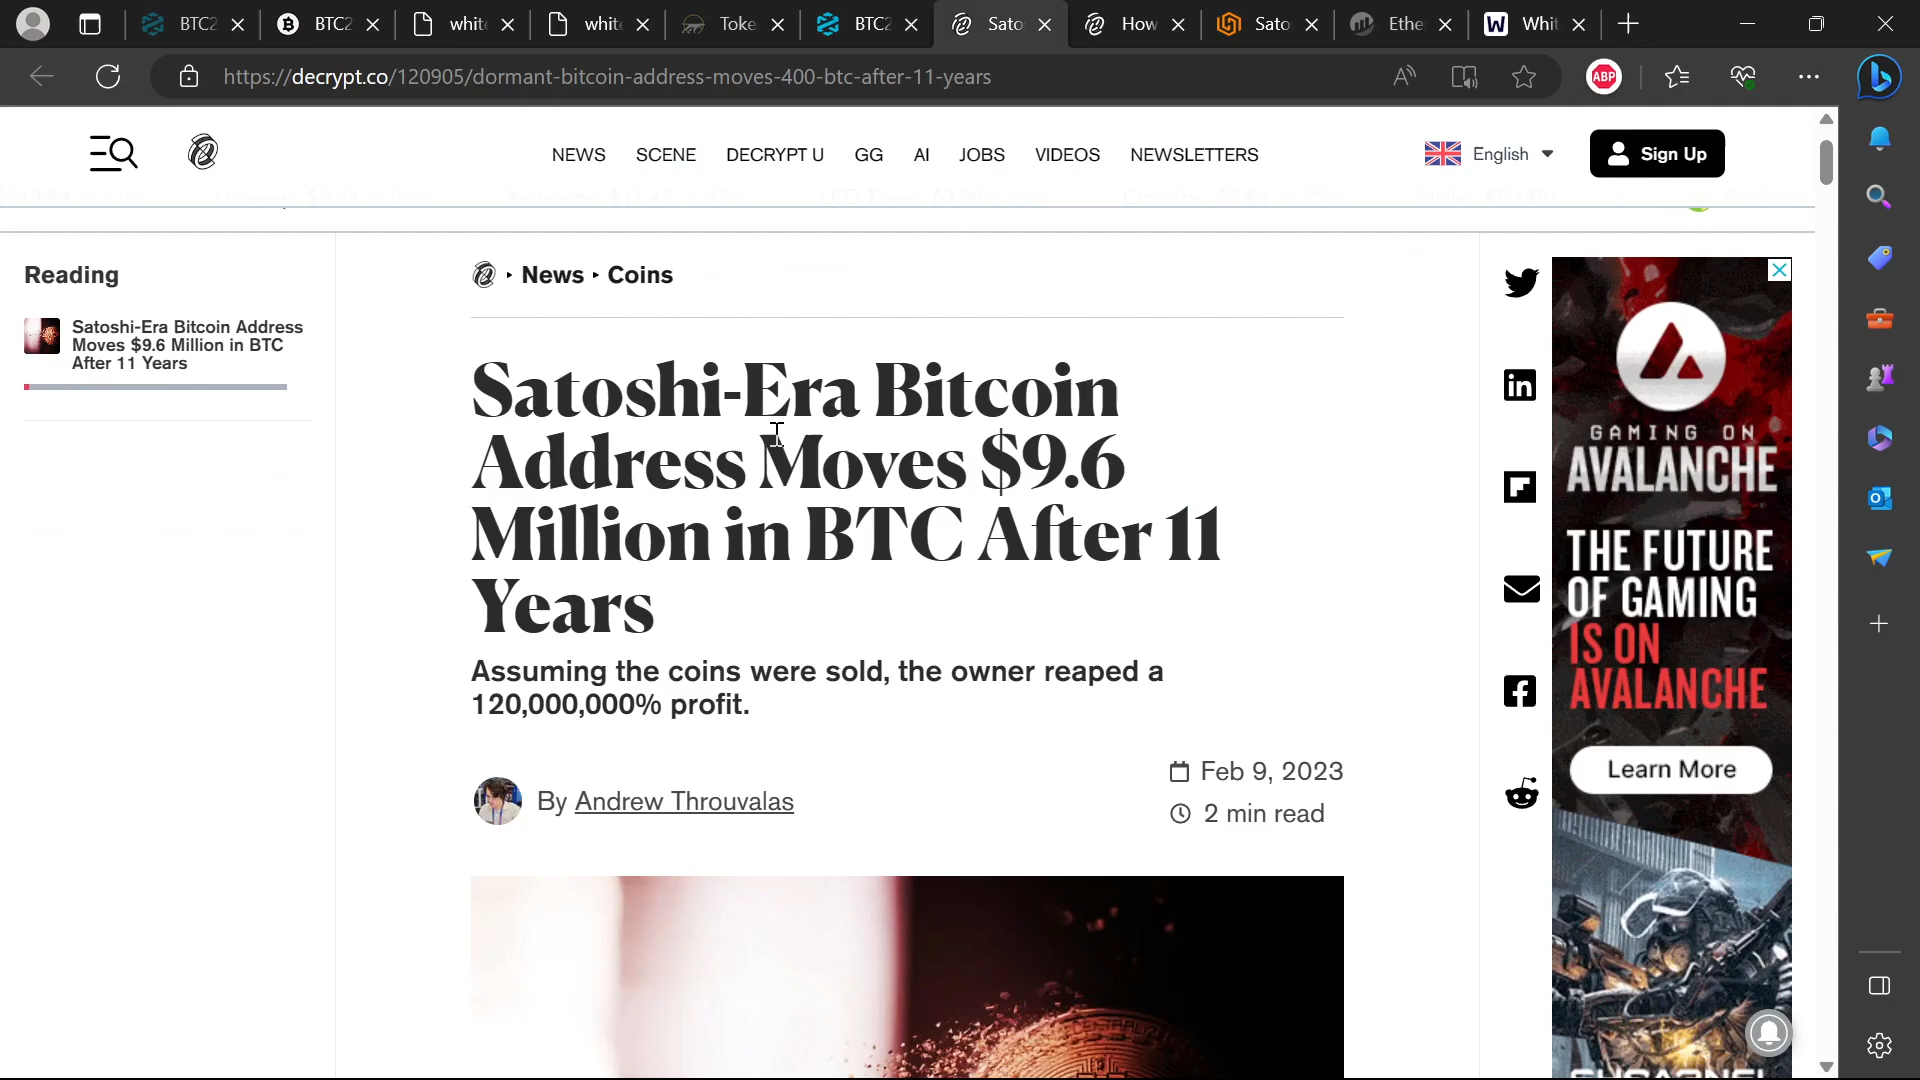 BTC2
BTC2
white
white
Toke
BTC2
Sato
How
Sato
Ethe
Whit
https://decrypt.co/120905/dormant-bitcoin-address-moves-400-btc-after-11-years
ABP
NEWS
SCENE
DECRYPT U
GG
AI
JOBS
VIDEOS
NEWSLETTERS
English
Sign Up
Reading
Satoshi-Era Bitcoin Address
Moves $9.6 Million in BTC
After 11 Years
News
Coins
Satoshi-Era Bitcoin
Address Moves $9.6
Million in BTC After 11
Years
Assuming the coins were sold, the owner reaped a
120,000,000% profit.
By Andrew Throuvalas
Feb 9, 2023
2 min read
GAMING ON
AVALANCHE
THE FUTURE
OF GAMING
IS ON
AVALANCHE
Learn More